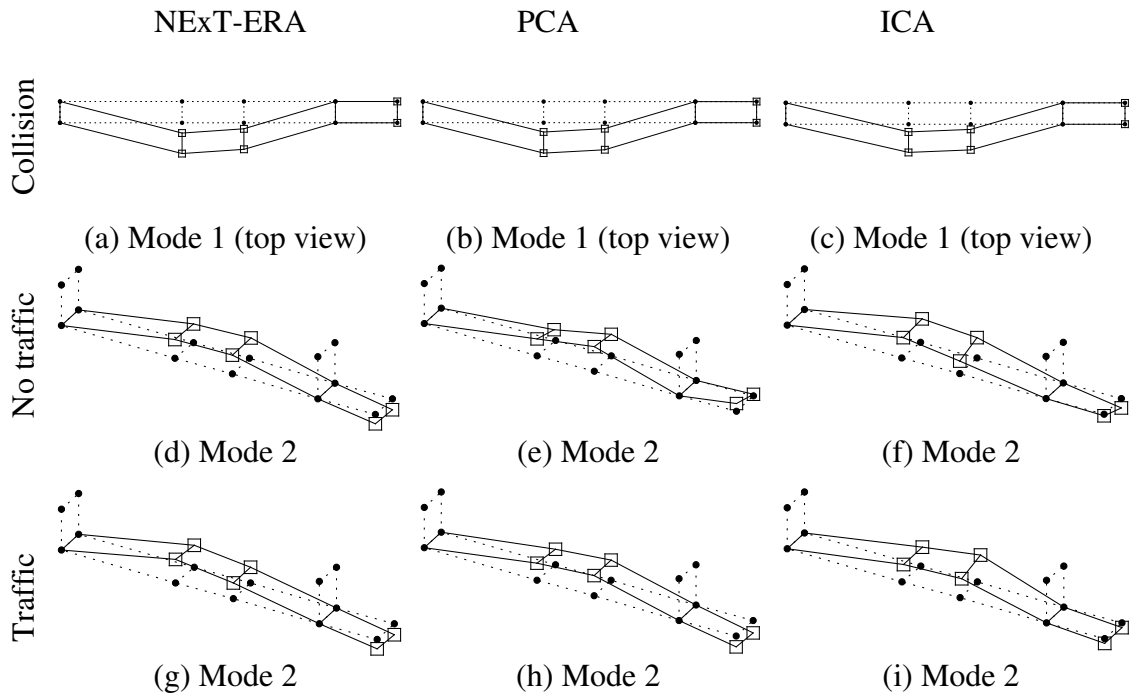 NExT-ERA PCA ICA
Collision
(a) Mode 1 (top view) (b) Mode 1 (top view) (c) Mode 1 (top view)
No traffic
(d) Mode 2 (e) Mode 2 (f) Mode 2
Traffic
(g) Mode 2 (h) Mode 2 (i) Mode 2